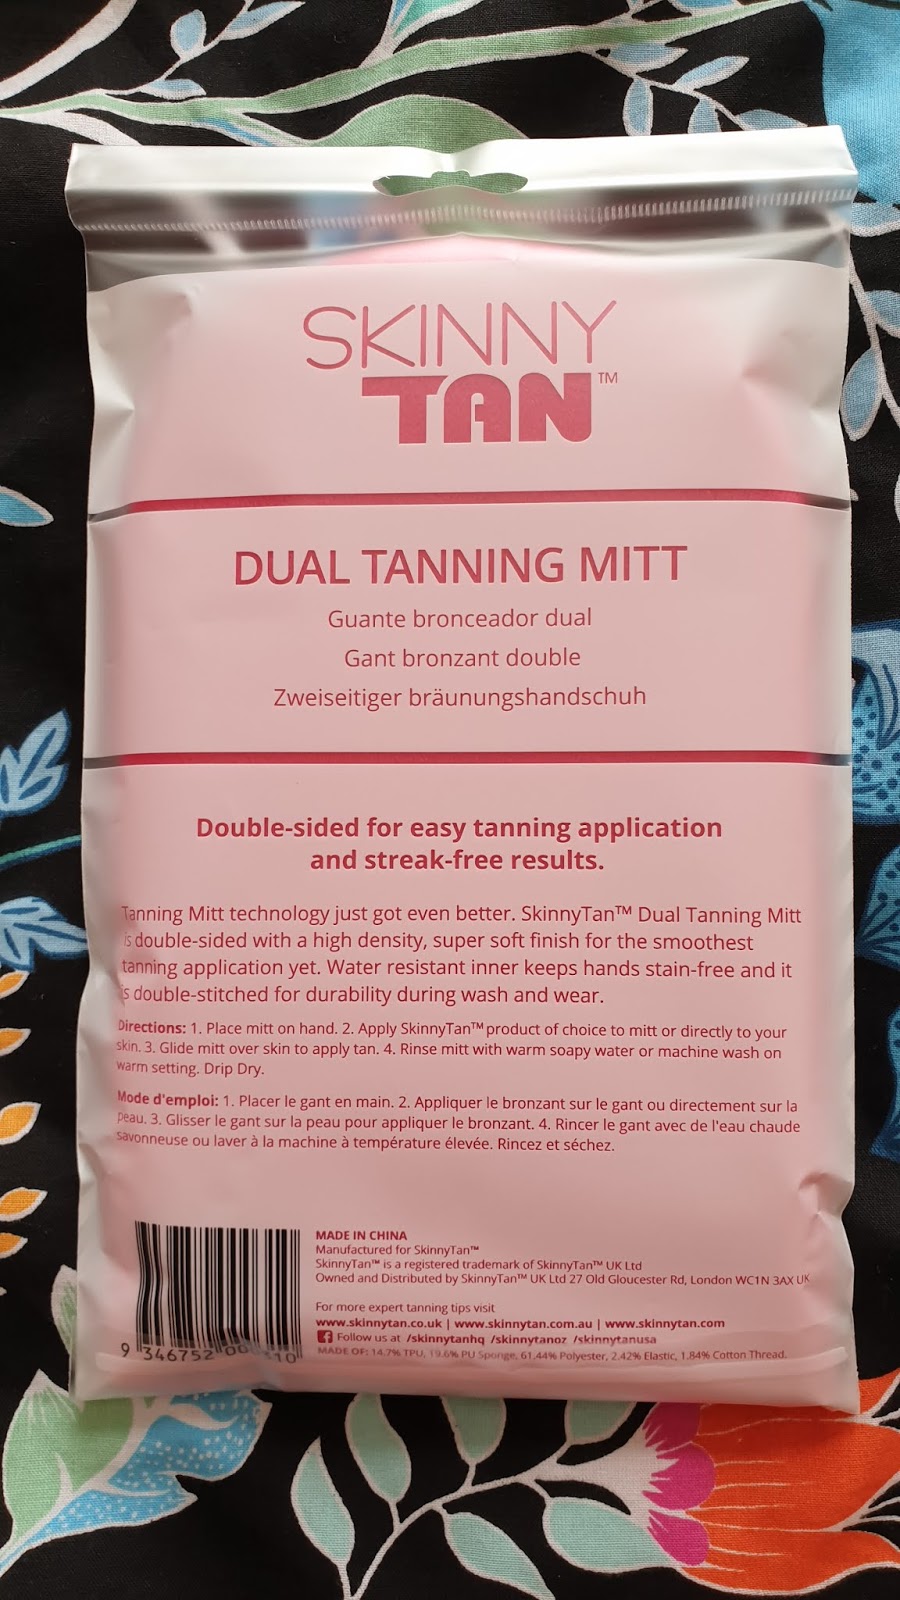 SKINNY
TAN™
DUAL TANNING MITT
Guante bronceador dual
Gant bronzant double
Zweiseitiger bräunungshandschuh
Double-sided for easy tanning application
and streak-free results.
Tanning Mitt technology just got even better. SkinnyTan™ Dual Tanning Mitt
is double-sided with a high density, super soft finish for the smoothest
tanning application yet. Water resistant inner keeps hands stain-free and it
is double-stitched for durability during wash and wear.
Directions: 1. Place mitt on hand. 2. Apply SkinnyTan™ product of choice to mitt or directly to your
skin. 3. Glide mitt over skin to apply tan. 4. Rinse mitt with warm soapy water or machine wash on
warm setting. Drip Dry.
Mode d'emploi: 1. Placer le gant en main. 2. Appliquer le bronzant sur le gant ou directement sur la
peau. 3. Glisser le gant sur la peau pour appliquer le bronzant. 4. Rincer le gant avec de l'eau chaude
savonneuse ou laver à la machine à température élevée. Rincez et séchez.
MADE IN CHINA
Manufactured for SkinnyTan™
SkinnyTan™ is a registered trademark of SkinnyTan™ UK Ltd
Owned and Distributed by SkinnyTan™ UK Ltd 27 Old Gloucester Rd, London WC1N 3AX UK
For more expert tanning tips visit
www.skinnytan.co.uk | www.skinnytan.com.au | www.skinnytan.com
Follow us at /skinnytanhq /skinnytanoz /skinnytanusa
MADE OF: 14.7% TPU, 19.6% PU Sponge, 61.44% Polyester, 2.42% Elastic, 1.84% Cotton Thread.
9 346752